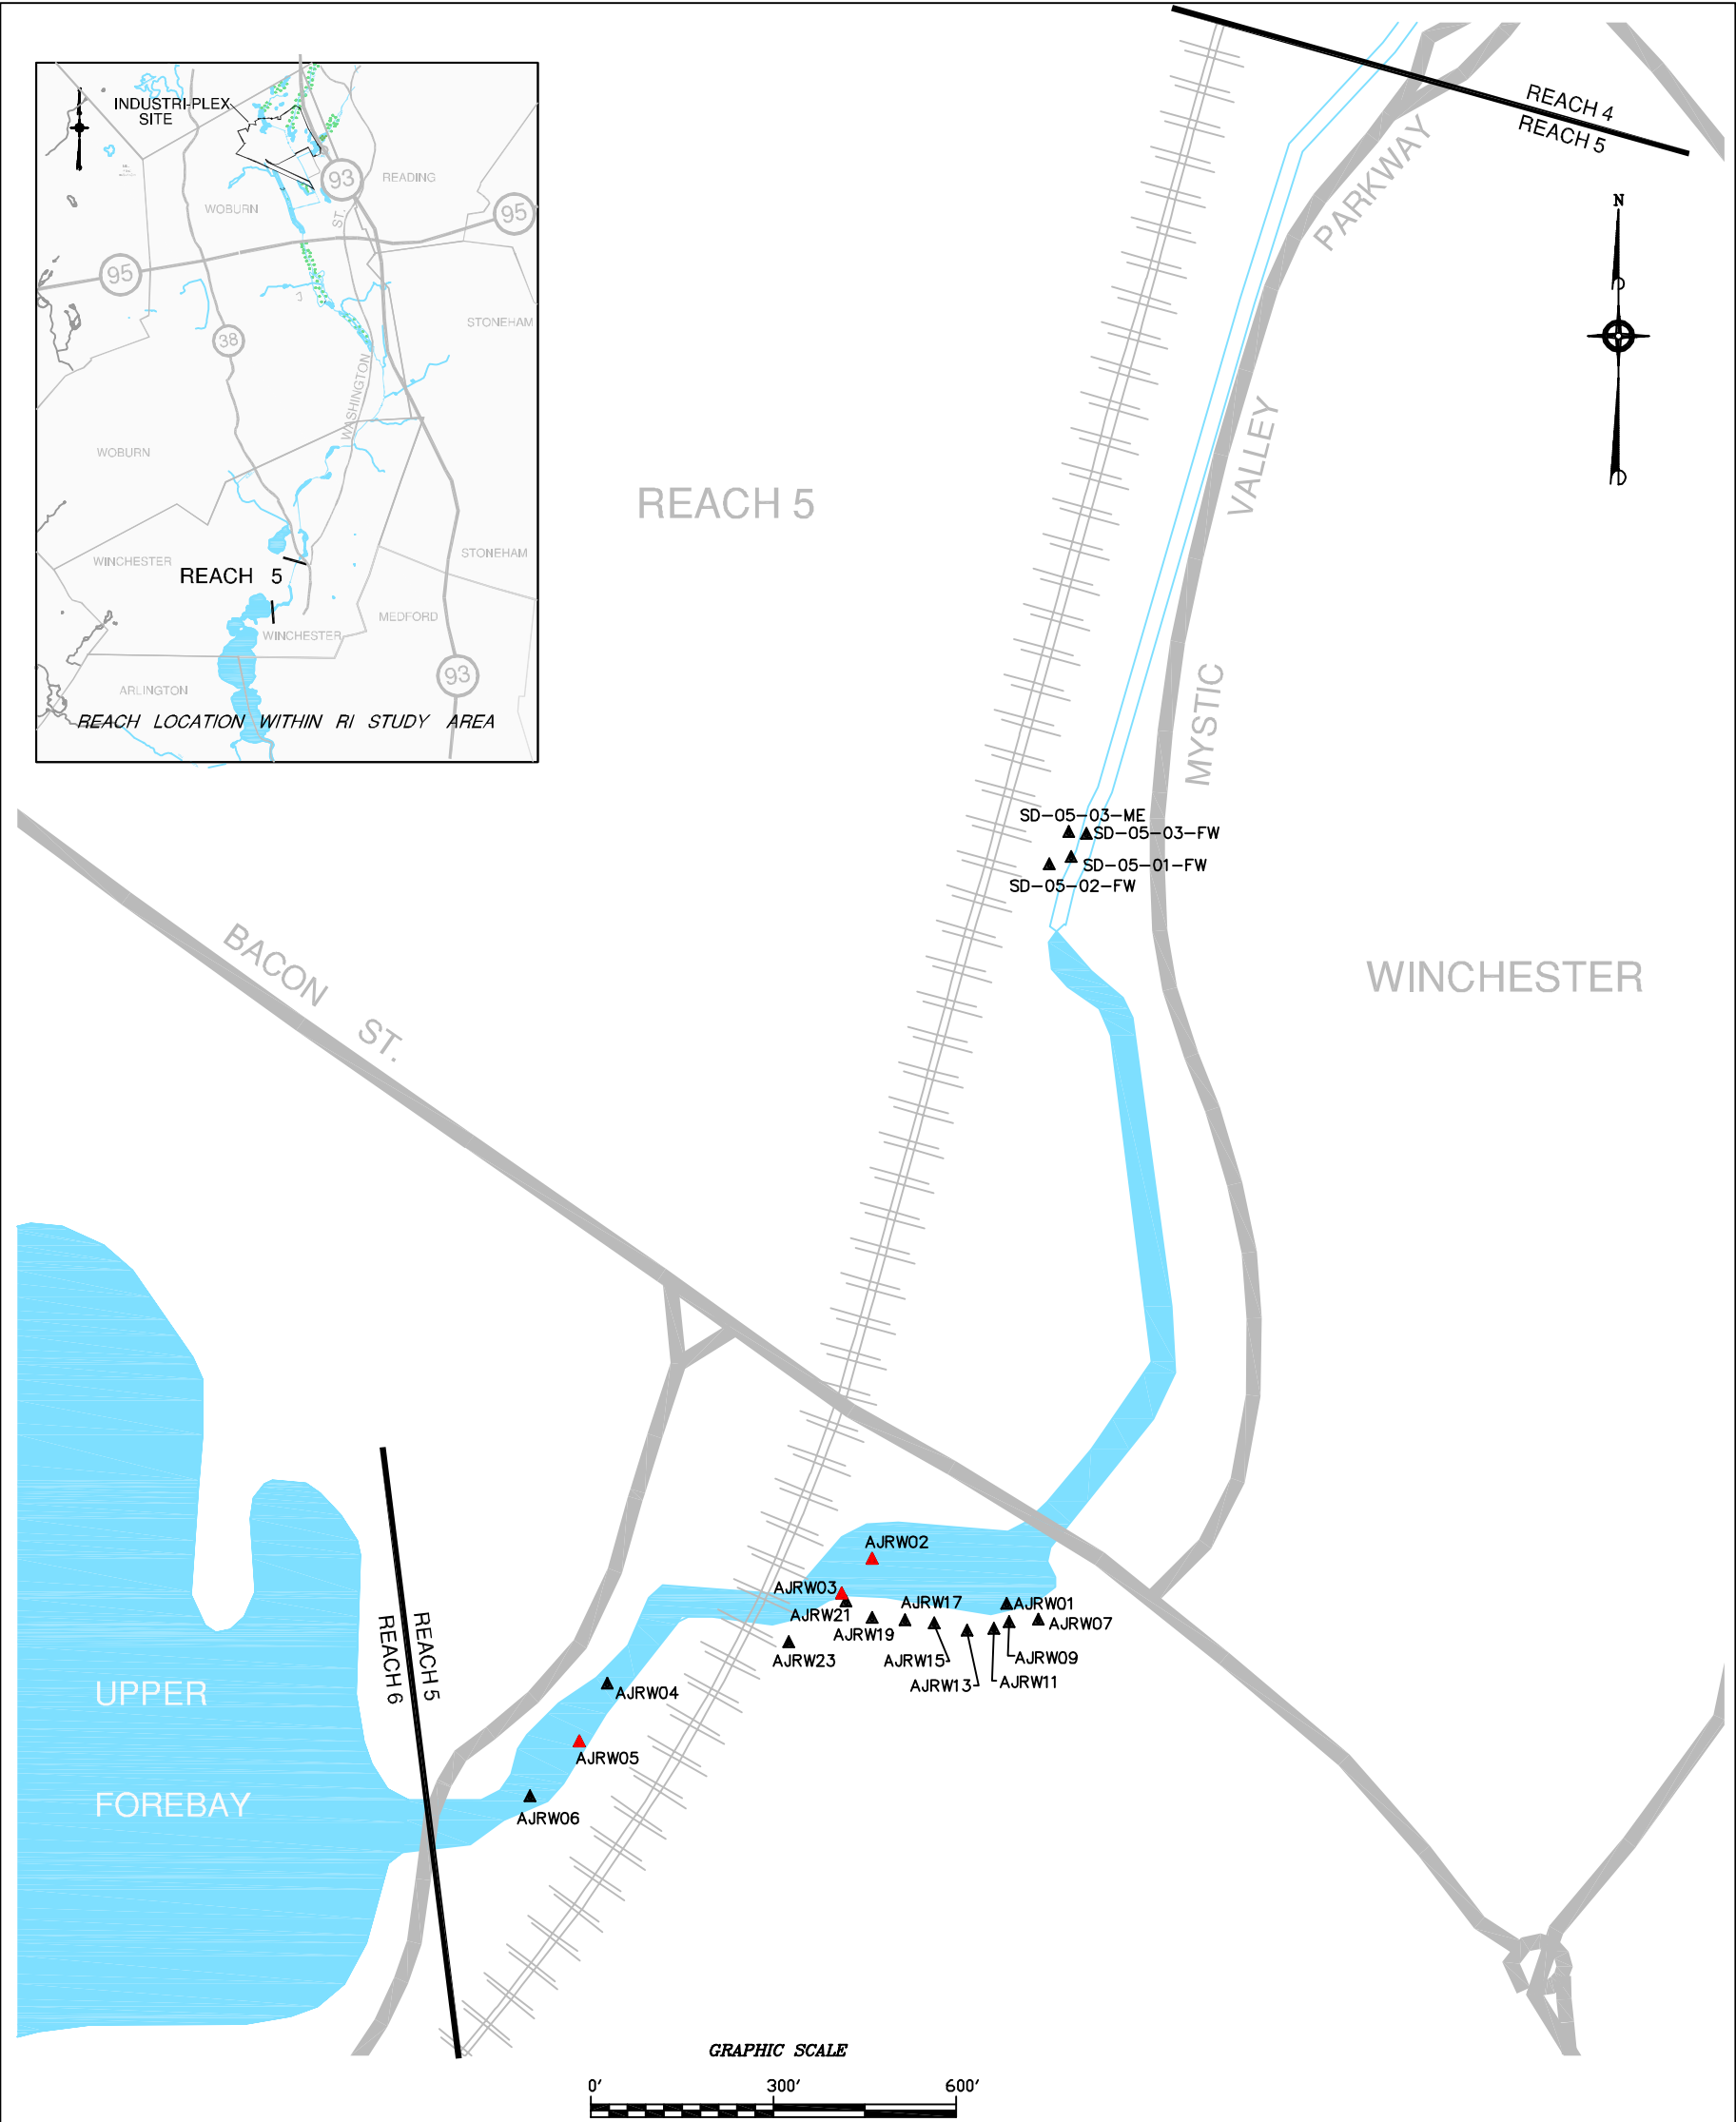 REACH 4
REACH 5
INDUSTRI-PLEX
SITE
93
READING
WOBURN
ST.
95
95
38
STONEHAM
WASHINGTON
WOBURN
WINCHESTER
STONEHAM
REACH 5
MEDFORD
WINCHESTER
93
ARLINGTON
REACH LOCATION WITHIN RI STUDY AREA
N
PARKWAY
VALLEY
MYSTIC
REACH 5
SD-05-03-ME
SD-05-03-FW
SD-05-01-FW
SD-05-02-FW
BACON ST.
WINCHESTER
AJRW02
AJRW03
AJRW17
AJRW01
AJRW21
AJRW07
AJRW19
AJRW09
AJRW23
AJRW15
AJRW13
AJRW11
AJRW04
AJRW05
AJRW06
REACH 5
REACH 6
UPPER
FOREBAY
GRAPHIC SCALE
0' 300' 600'